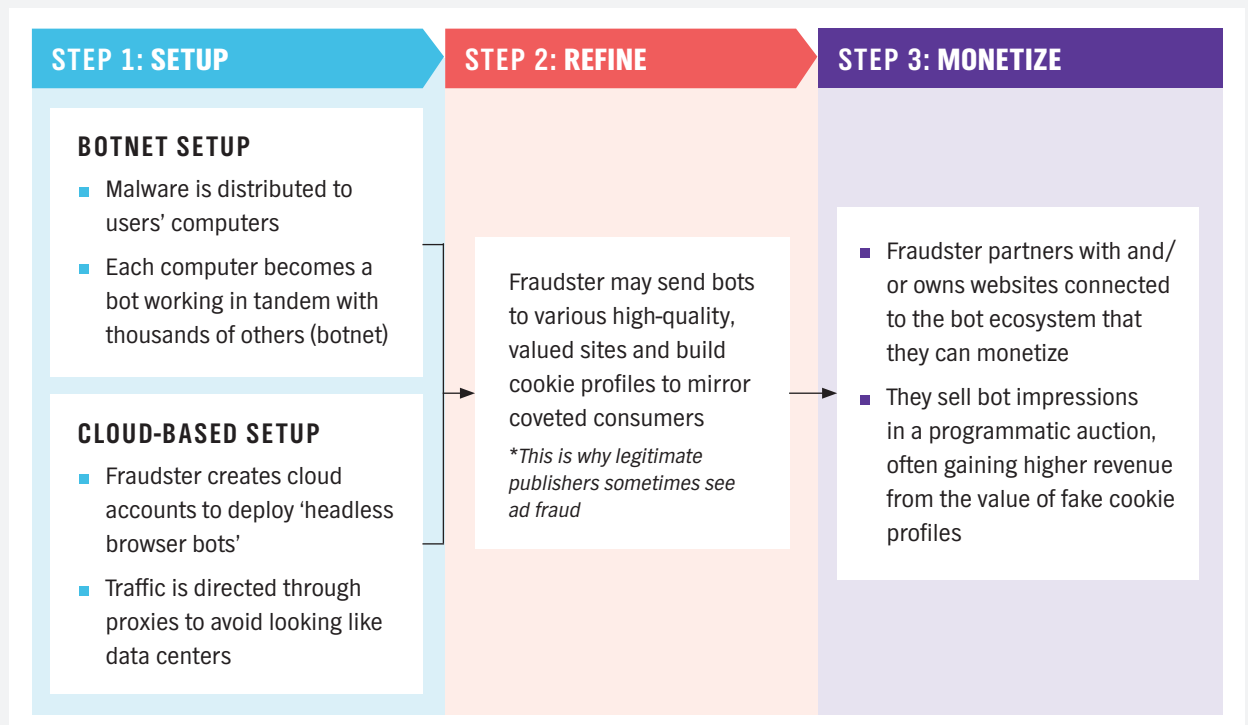 STEP 1: SETUP
BOTNET SETUP
Malware is distributed to
users’ computers
Each computer becomes a
bot working in tandem with
thousands of others (botnet)
CLOUD-BASED SETUP
Fraudster creates cloud
accounts to deploy ‘headless
browser bots’
Traffic is directed through
proxies to avoid looking like
data centers
STEP 2: REFINE
Fraudster may send bots
to various high-quality,
valued sites and build
cookie profiles to mirror
coveted consumers
*This is why legitimate
publishers sometimes see
ad fraud
STEP 3: MONETIZE
Fraudster partners with and/
or owns websites connected
to the bot ecosystem that
they can monetize
They sell bot impressions
in a programmatic auction,
often gaining higher revenue
from the value of fake cookie
profiles